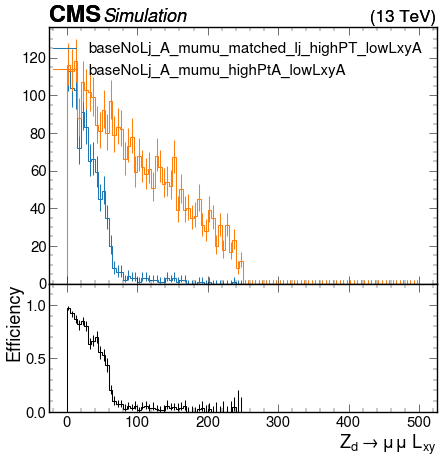 CMS Simulation (13 TeV)
baseNoLj_A_mumu_matched_lj_highPT_lowLxyA
baseNoLj_A_mumu_highPtA_lowLxyA
120
100
80
60
40
20
0
Efficiency
1.0
0.5
0.0
0 100 200 300 400 500
Z_d → μ μ L_xy